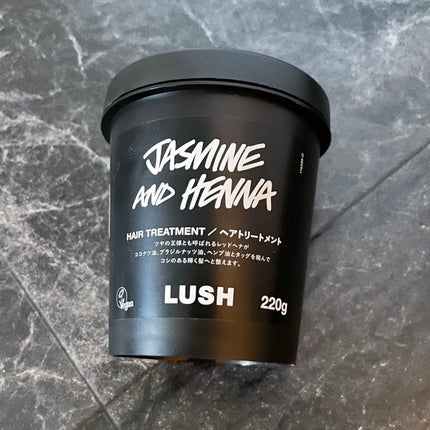 JASMINE
AND HENNA
HAIR TREATMENT / ヘアトリートメント
ツヤの王様とも呼ばれるレッドヘナが
ココナツ油、ブラジルナッツ油、ヘンプ油とタッグを組んで
コシのある輝く髪へと整えます。
Vegan
LUSH
220g